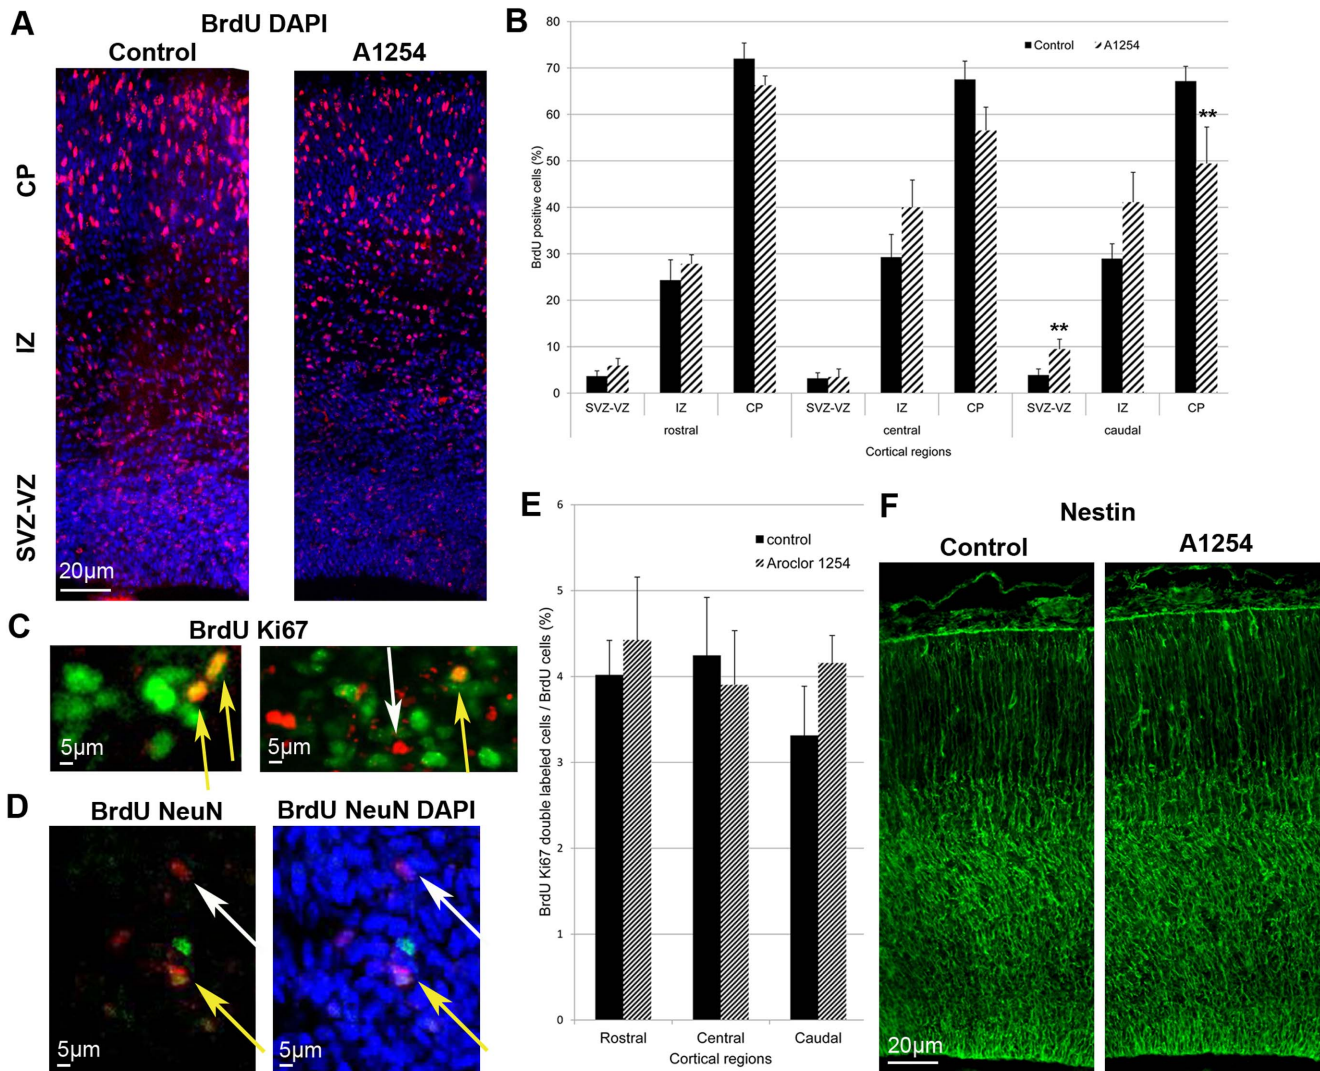 A
BrdU DAPI
Control
A1254
CP
IZ
SVZ-VZ
20µm
B
80
70
60
50
40
30
20
10
0
BrdU positive cells (%)
Control
A1254
**
**
SVZ-VZ
IZ
CP
SVZ-VZ
IZ
CP
SVZ-VZ
IZ
CP
rostral
central
caudal
Cortical regions
C
BrdU Ki67
5µm
5µm
D
BrdU NeuN
BrdU NeuN DAPI
5µm
5µm
E
6
5
4
3
2
1
0
BrdU Ki67 double labeled cells / BrdU cells (%)
control
Aroclor 1254
Rostral
Central
Caudal
Cortical regions
F
Nestin
Control
A1254
20µm